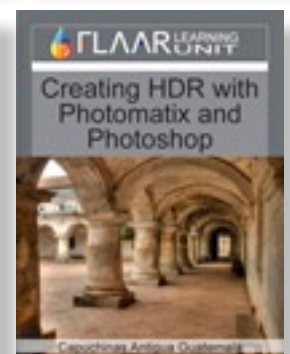 FLAAR LEARNING
UNIT
Creating HDR with
Photomatix and
Photoshop
Capuchinas Antigua Guatemala